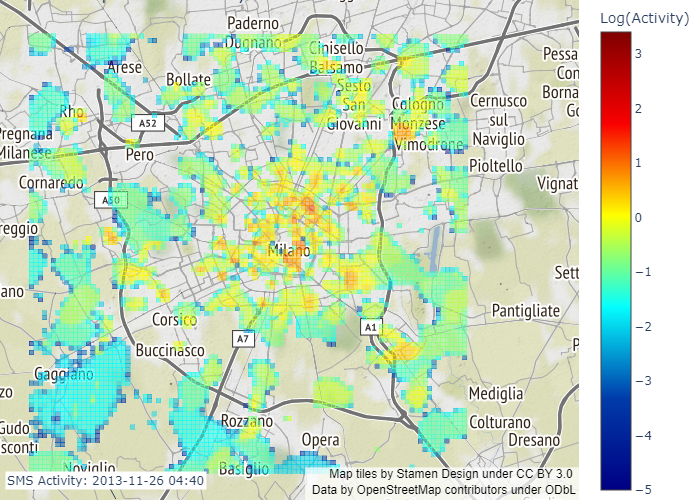 Log(Activity)
Paderno
Dugnano
Cinisello
Balsamo
Arese
Bollate
Sesto
San
Giovanni
Cologno
Monzese
Vimodrone
Cernusco
sul
Naviglio
Pessa
Con
Borna
Go
Rho
A52
Pregnana
Milanese
Pero
Pioltello
Cornaredo
A50
Vignat
reggio
Milano
Sett
ano
Pantigliate
Corsico
A7
A1
Buccinasco
P
Gaggiano
zo
Mediglia
Rozzano
Colturano
Gudo
sconti
Opera
Dresano
Noviglio
Basiglio
SMS Activity: 2013-11-26 04:40
Map tiles by Stamen Design under CC BY 3.0
Data by OpenStreetMap contributors under ODbL
3
2
1
0
−1
−2
−3
−4
−5